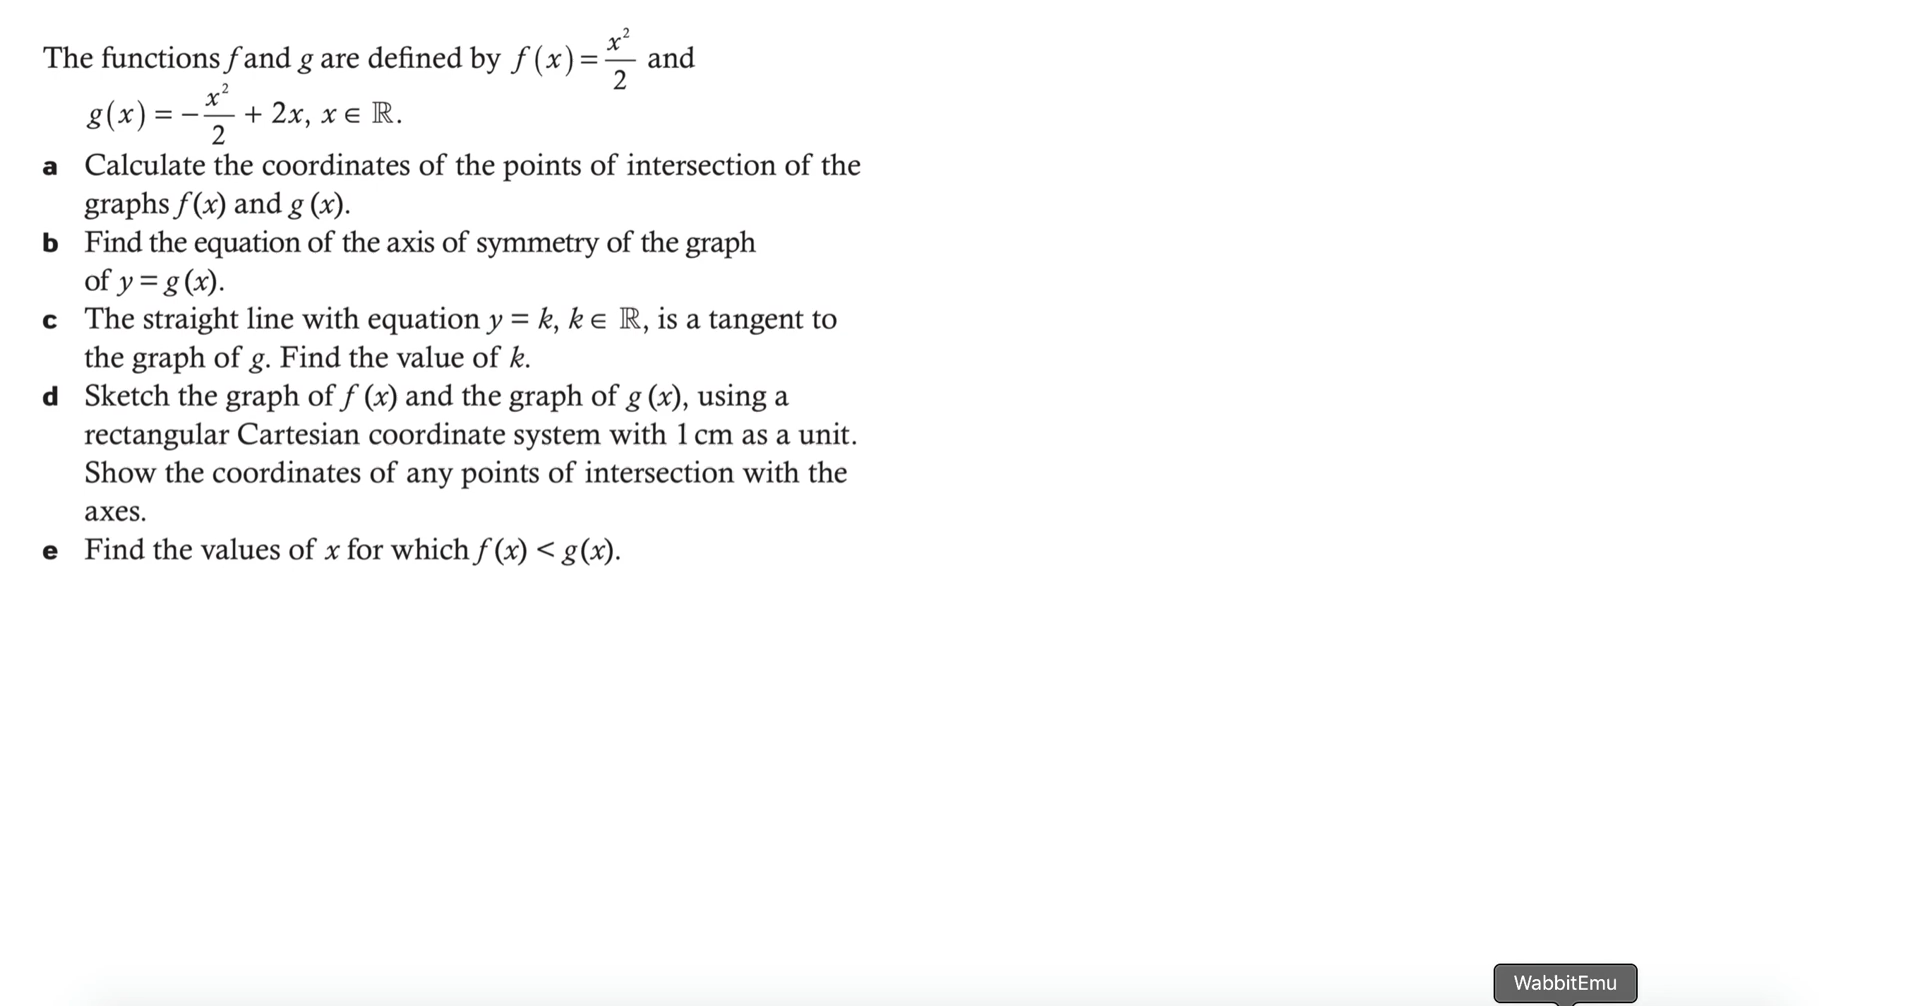 The functions f and g are defined by f(x) = x²/2 and
g(x) = −x²/2 + 2x, x ∈ ℝ.
a Calculate the coordinates of the points of intersection of the
graphs f(x) and g (x).
b Find the equation of the axis of symmetry of the graph
of y = g (x).
c The straight line with equation y = k, k ∈ ℝ, is a tangent to
the graph of g. Find the value of k.
d Sketch the graph of f (x) and the graph of g (x), using a
rectangular Cartesian coordinate system with 1 cm as a unit.
Show the coordinates of any points of intersection with the
axes.
e Find the values of x for which f (x) < g(x).
WabbitEmu